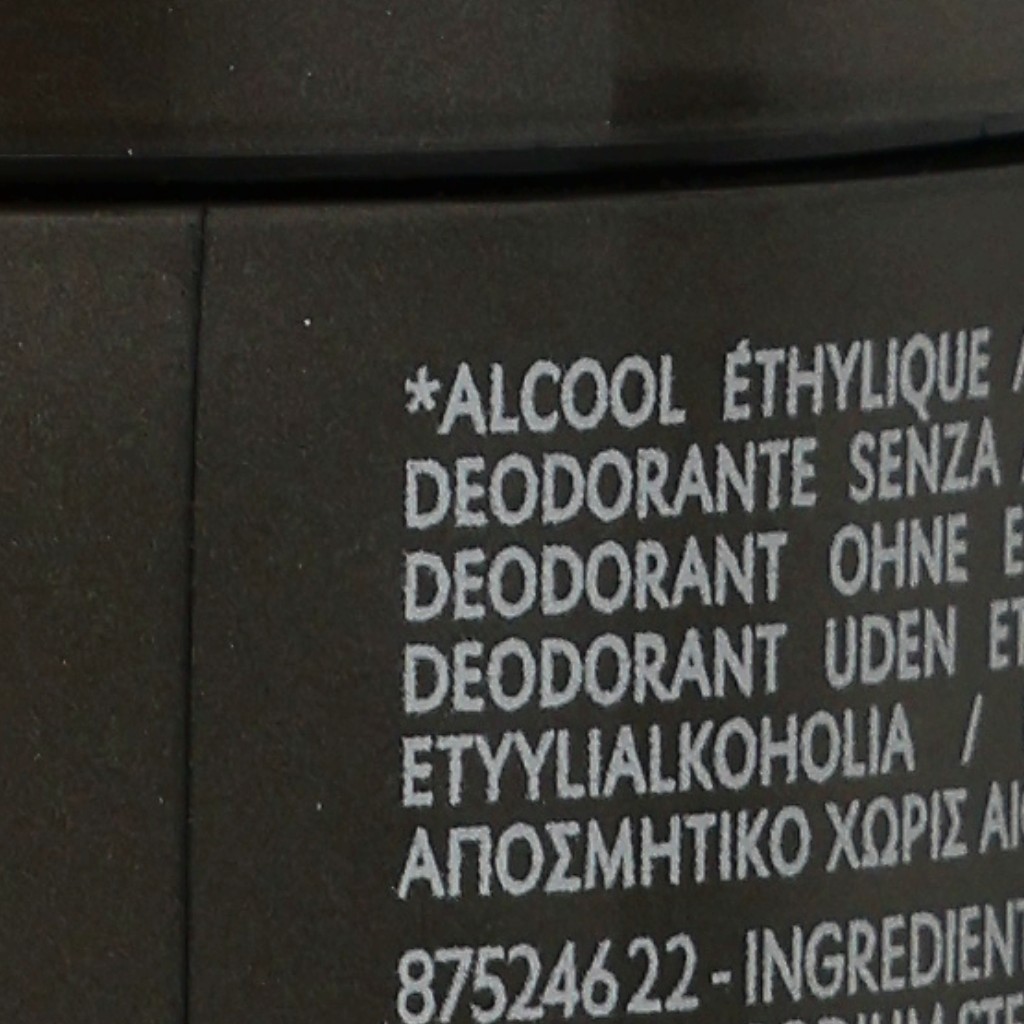 *ALCOOL ÉTHYLIQUE
DEODORANTE SENZA
DEODORANT OHNE
DEODORANT UDEN
ETYYLIALKOHOLIA /
ΑΠΟΣΜΗΤΙΚΟ ΧΩΡΙΣ
87524622 - INGREDIENT